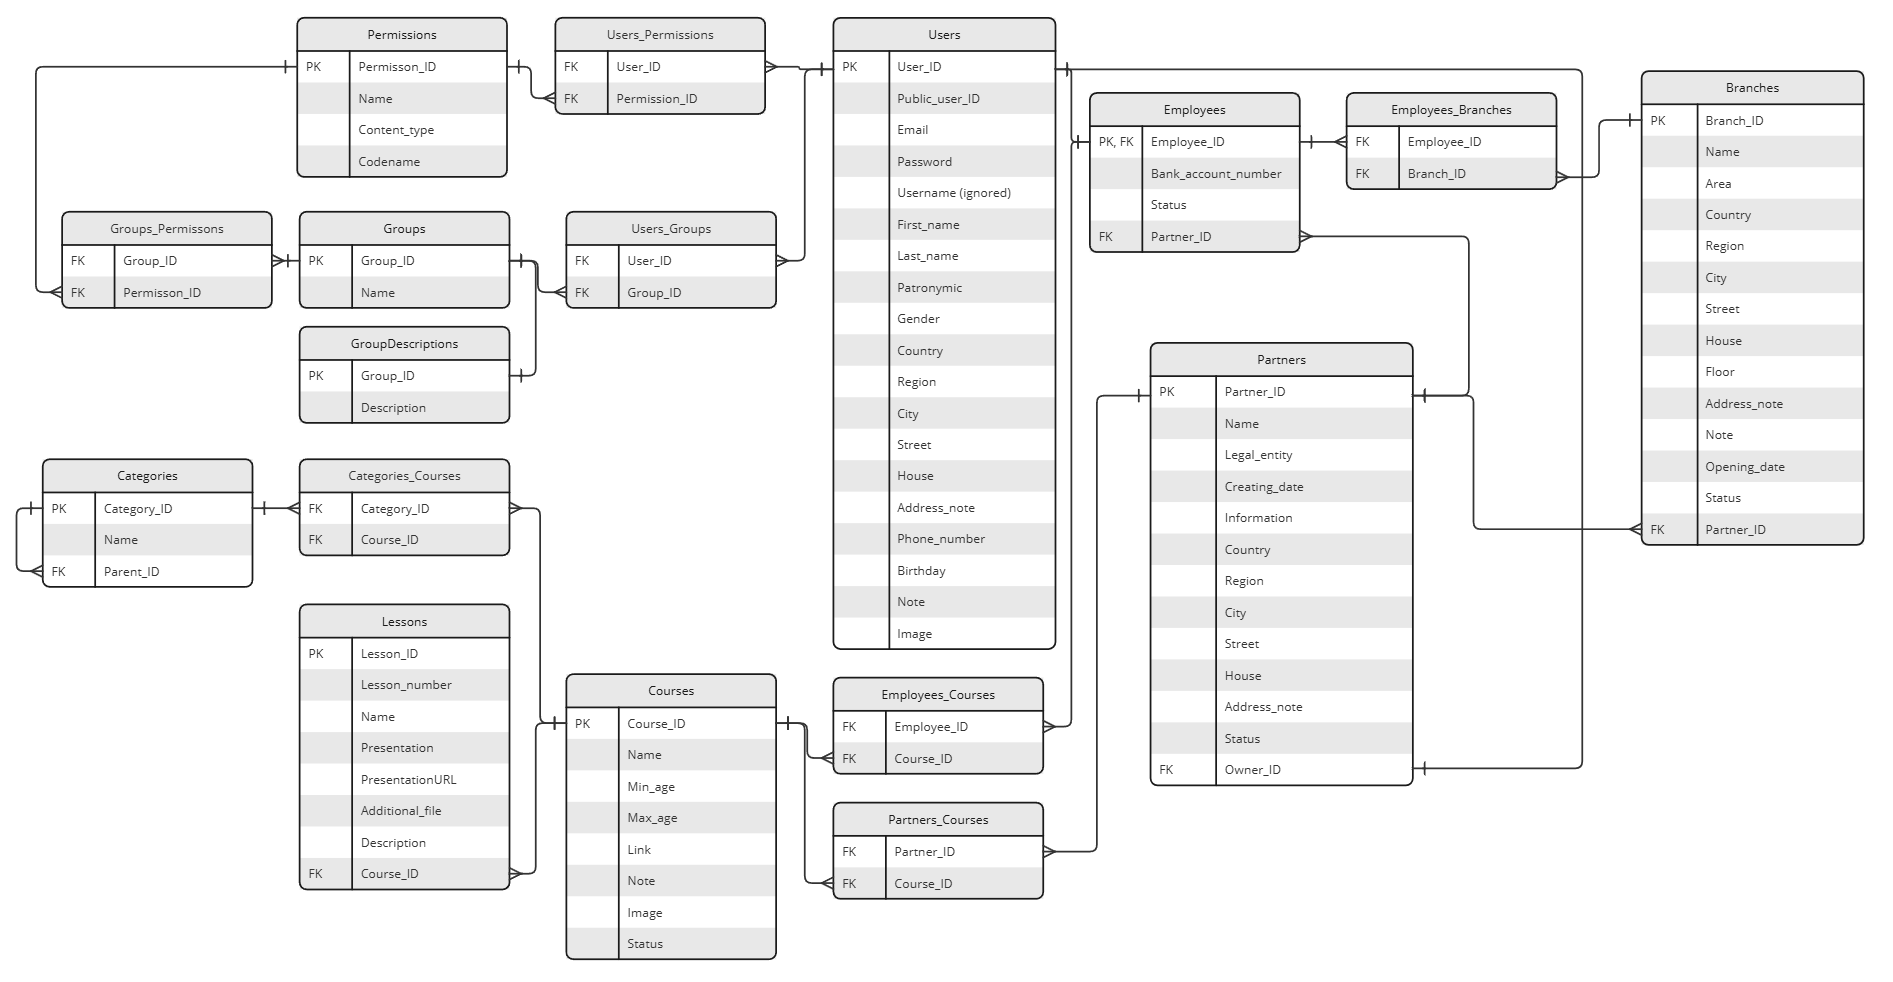 Permissions
PK Permisson_ID
Name
Content_type
Codename
Users_Permissions
FK User_ID
FK Permission_ID
Users
PK User_ID
Public_user_ID
Email
Password
Username (ignored)
First_name
Last_name
Patronymic
Gender
Country
Region
City
Street
House
Address_note
Phone_number
Birthday
Note
Image
Employees
PK, FK Employee_ID
Bank_account_number
Status
FK Partner_ID
Employees_Branches
FK Employee_ID
FK Branch_ID
Branches
PK Branch_ID
Name
Area
Country
Region
City
Street
House
Floor
Address_note
Note
Opening_date
Status
FK Partner_ID
Groups_Permissons
FK Group_ID
FK Permisson_ID
Groups
PK Group_ID
Name
Users_Groups
FK User_ID
FK Group_ID
GroupDescriptions
PK Group_ID
Description
Partners
PK Partner_ID
Name
Legal_entity
Creating_date
Information
Country
Region
City
Street
House
Address_note
Status
FK Owner_ID
Categories
PK Category_ID
Name
FK Parent_ID
Categories_Courses
FK Category_ID
FK Course_ID
Lessons
PK Lesson_ID
Lesson_number
Name
Presentation
PresentationURL
Additional_file
Description
FK Course_ID
Courses
PK Course_ID
Name
Min_age
Max_age
Link
Note
Image
Status
Employees_Courses
FK Employee_ID
FK Course_ID
Partners_Courses
FK Partner_ID
FK Course_ID